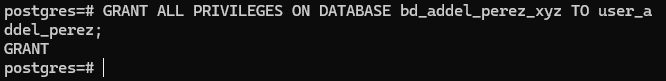 postgres=# GRANT ALL PRIVILEGES ON DATABASE bd_addel_perez_xyz TO user_a
ddel_perez;
GRANT
postgres=#